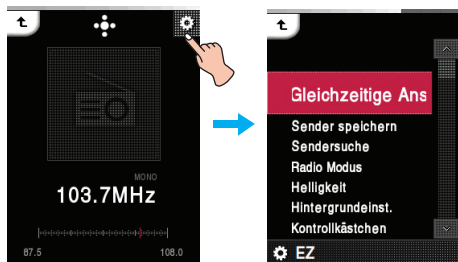 MONO
103.7MHz
87.5 108.0
Gleichzeitige Ans
Sender speichern
Sendersuche
Radio Modus
Helligkeit
Hintergrundeinst.
Kontrollkästchen
EZ